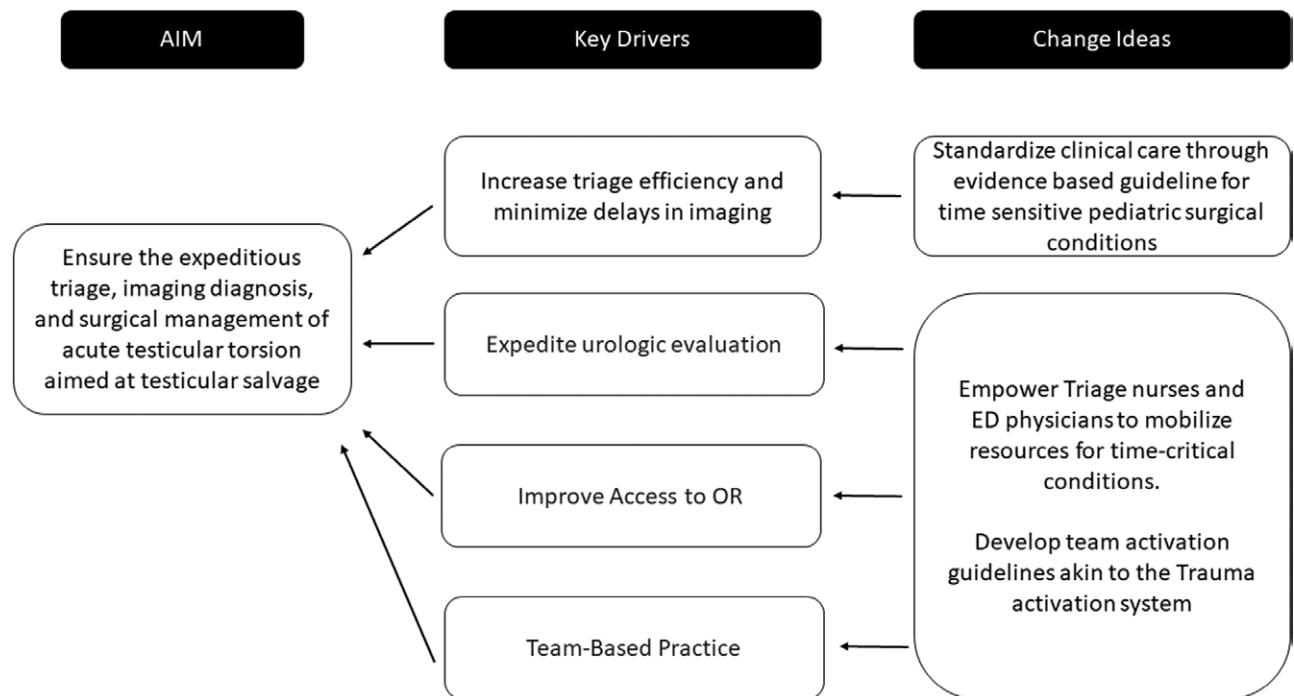 AIM
Key Drivers
Change Ideas
Ensure the expeditious
triage, imaging diagnosis,
and surgical management of
acute testicular torsion
aimed at testicular salvage
Increase triage efficiency and
minimize delays in imaging
Expedite urologic evaluation
Improve Access to OR
Team-Based Practice
Standardize clinical care through
evidence based guideline for
time sensitive pediatric surgical
conditions
Empower Triage nurses and
ED physicians to mobilize
resources for time-critical
conditions.
Develop team activation
guidelines akin to the Trauma
activation system